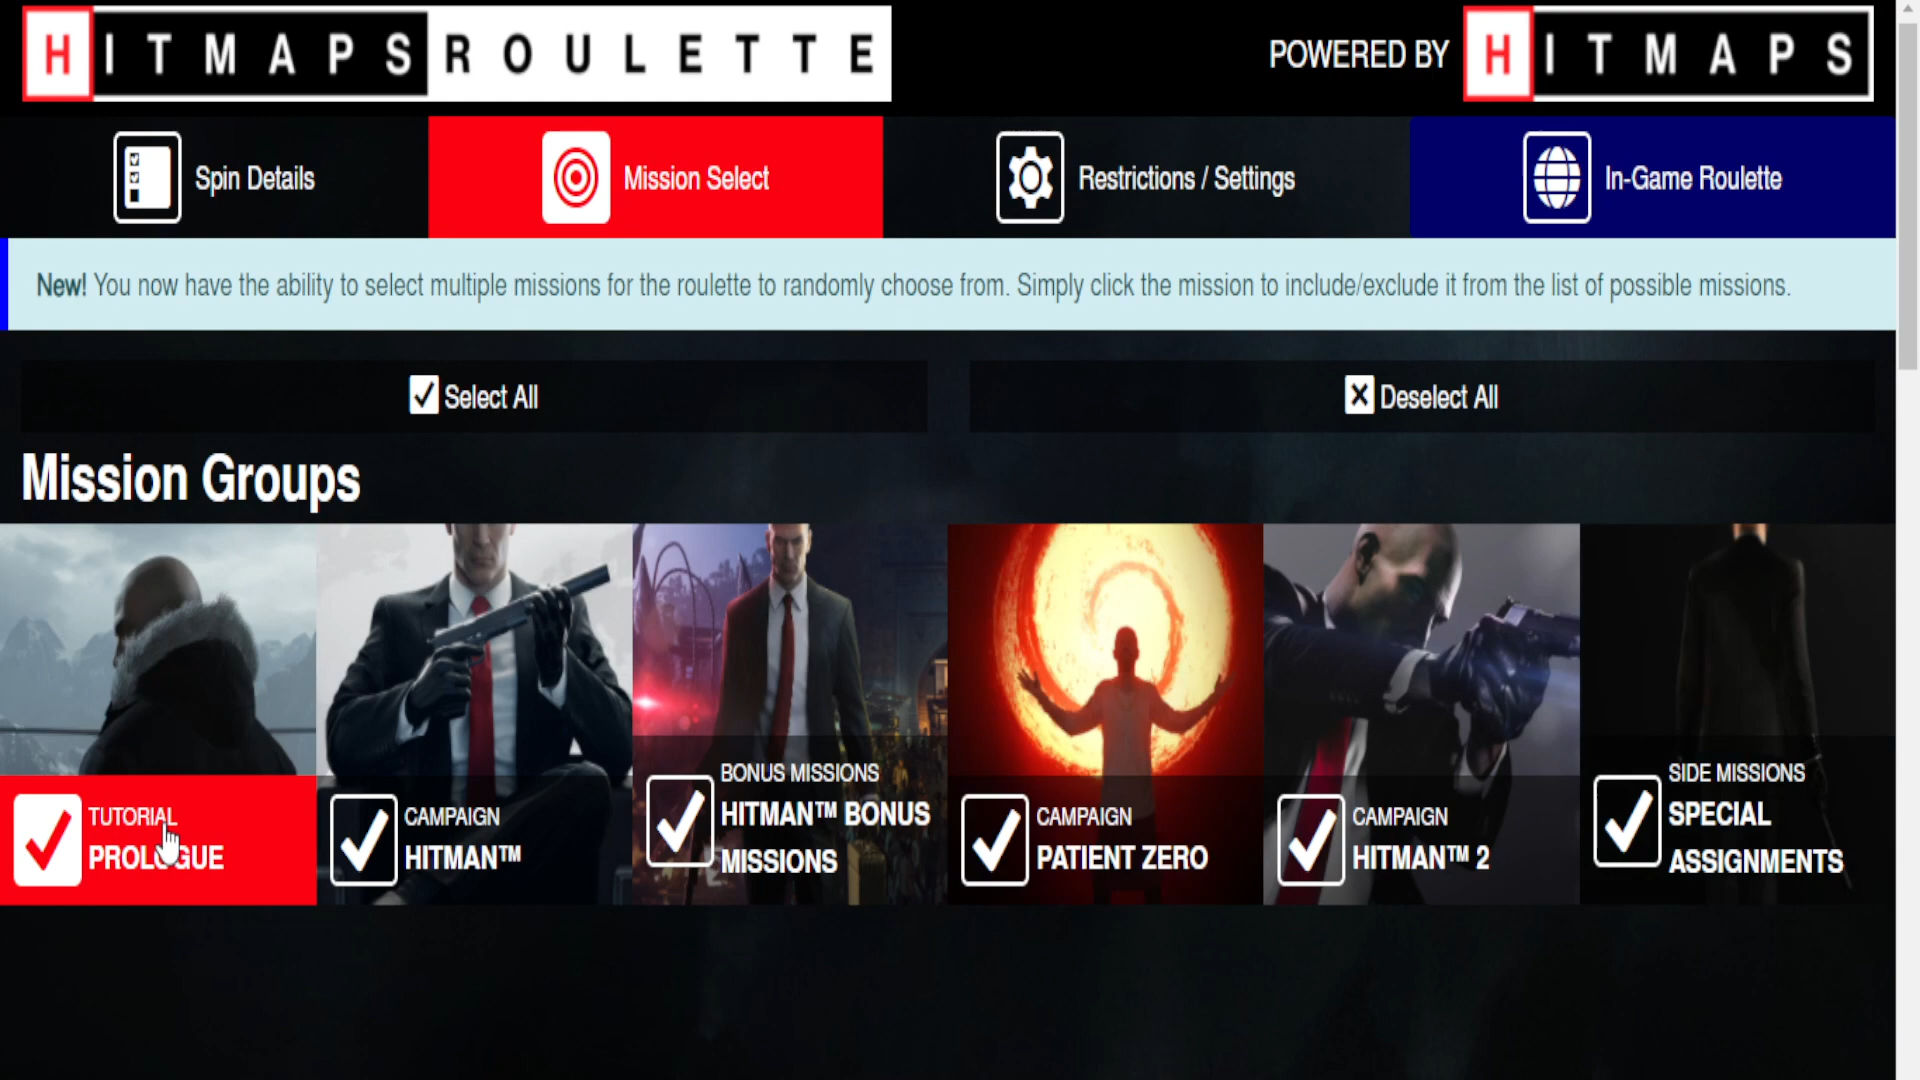 HITMAPS ROULETTE
POWERED BY HITMAPS
Spin Details
Mission Select
Restrictions / Settings
In-Game Roulette
New! You now have the ability to select multiple missions for the roulette to randomly choose from. Simply click the mission to include/exclude it from the list of possible missions.
Select All
Deselect All
Mission Groups
TUTORIAL
PROLOGUE
CAMPAIGN
HITMAN™
BONUS MISSIONS
HITMAN™ BONUS
MISSIONS
CAMPAIGN
PATIENT ZERO
CAMPAIGN
HITMAN™ 2
SIDE MISSIONS
SPECIAL
ASSIGNMENTS